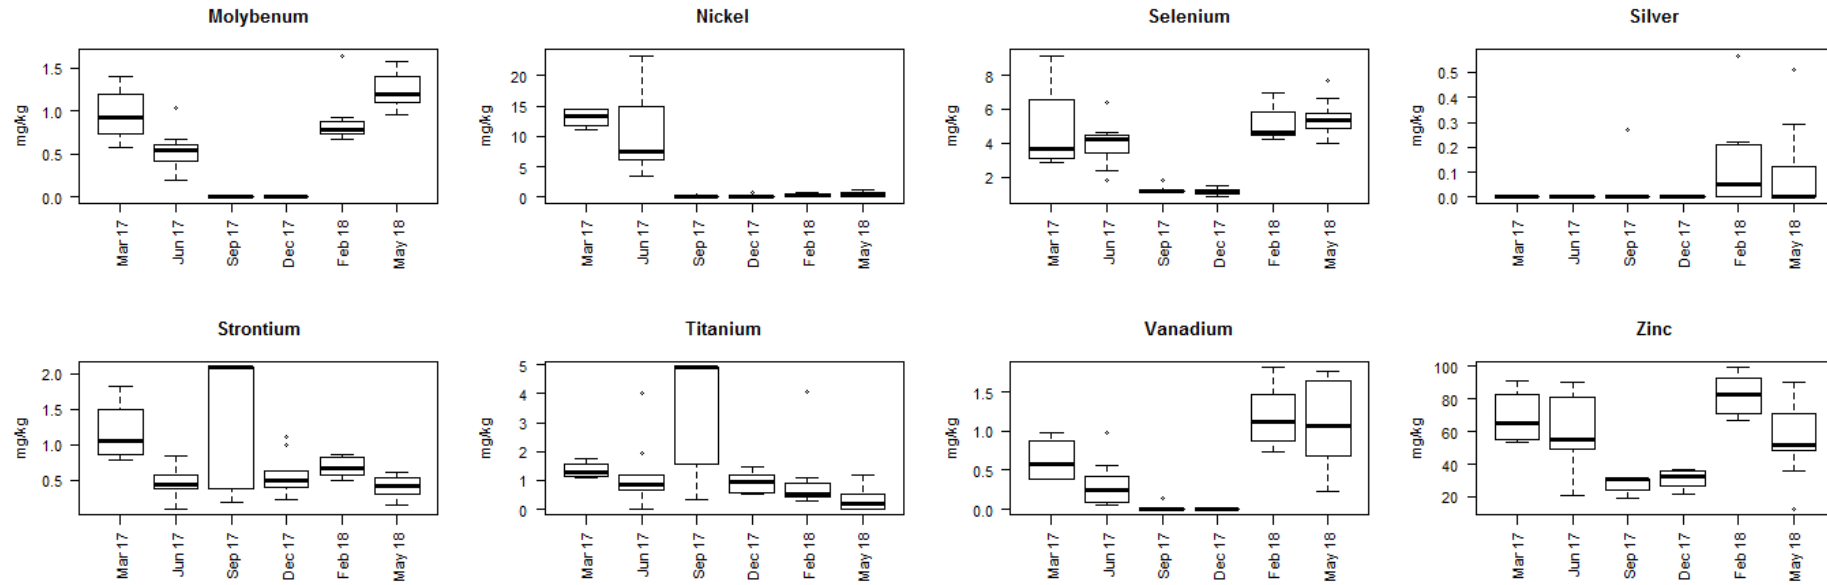 Molybenum
mg/kg
1.5
1.0
0.5
0.0
Mar 17
Jun 17
Sep 17
Dec 17
Feb 18
May 18
Nickel
mg/kg
20
15
10
5
0
Mar 17
Jun 17
Sep 17
Dec 17
Feb 18
May 18
Selenium
mg/kg
8
6
4
2
Mar 17
Jun 17
Sep 17
Dec 17
Feb 18
May 18
Silver
mg/kg
0.5
0.4
0.3
0.2
0.1
0.0
Mar 17
Jun 17
Sep 17
Dec 17
Feb 18
May 18
Strontium
mg/kg
2.0
1.5
1.0
0.5
Mar 17
Jun 17
Sep 17
Dec 17
Feb 18
May 18
Titanium
mg/kg
5
4
3
2
1
0
Mar 17
Jun 17
Sep 17
Dec 17
Feb 18
May 18
Vanadium
mg/kg
1.5
1.0
0.5
0.0
Mar 17
Jun 17
Sep 17
Dec 17
Feb 18
May 18
Zinc
mg/kg
100
80
60
40
20
Mar 17
Jun 17
Sep 17
Dec 17
Feb 18
May 18